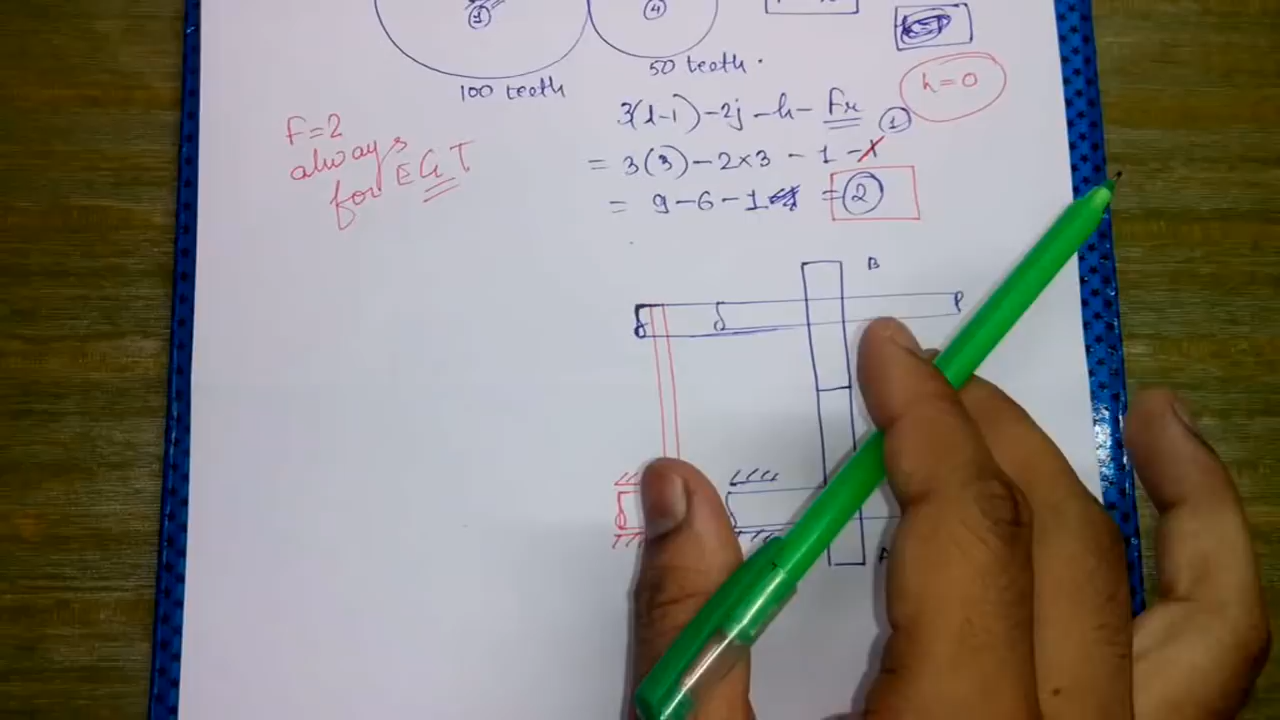 3
4
50 teeth.
100 teeth
h=0
3(l-1)-2j-h-Fr 1
F=2
always
for EGT
= 3(3)-2×3-1-
= 9-6-1 = 2
B
P
A